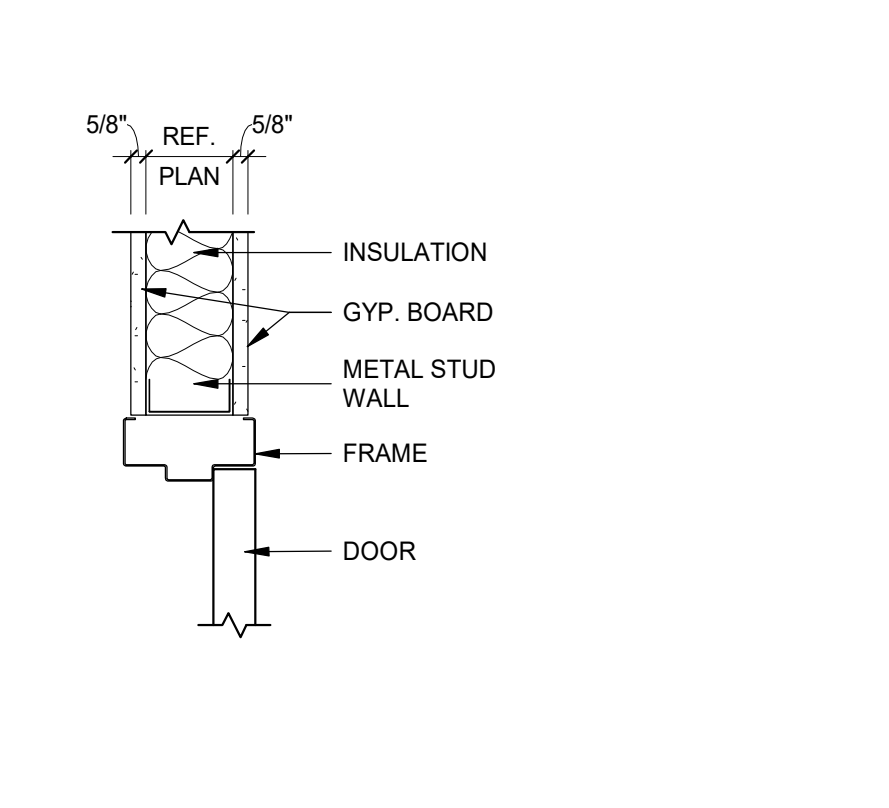 5/8"
REF.
5/8"
PLAN
INSULATION
GYP. BOARD
METAL STUD
WALL
FRAME
DOOR